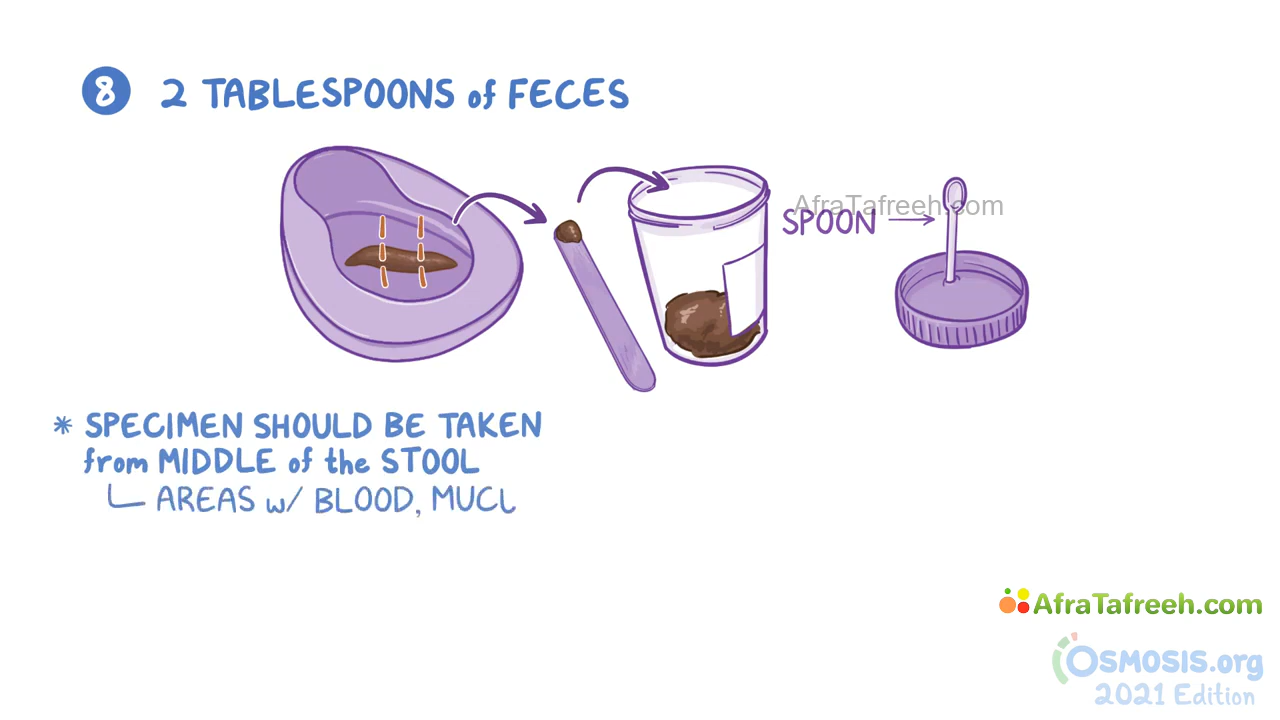 8 2 TABLESPOONS of FECES
AfraTafreeh.com
SPOON
* SPECIMEN SHOULD BE TAKEN
from MIDDLE of the STOOL
AREAS w/ BLOOD, MUCU
AfraTafreeh.com
OSMOSIS.org
2021 Edition